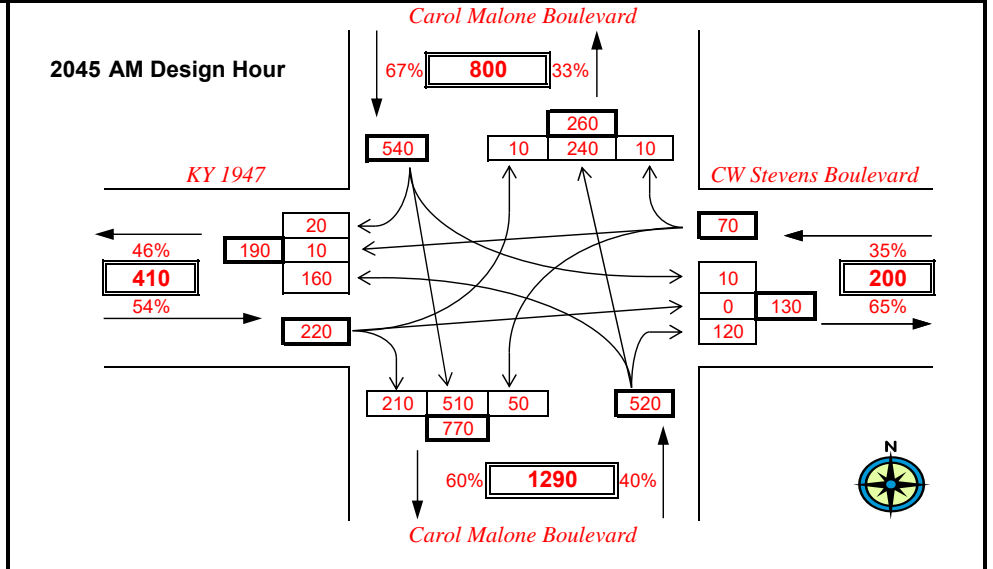 Carol Malone Boulevard
2045 AM Design Hour
67% 800 33%
260
540
10 240 10
KY 1947
CW Stevens Boulevard
20
70
46%
190 10
35%
410
160
10
200
54%
0 130
65%
220
120
210 510 50
520
770
N
60% 1290 40%
Carol Malone Boulevard